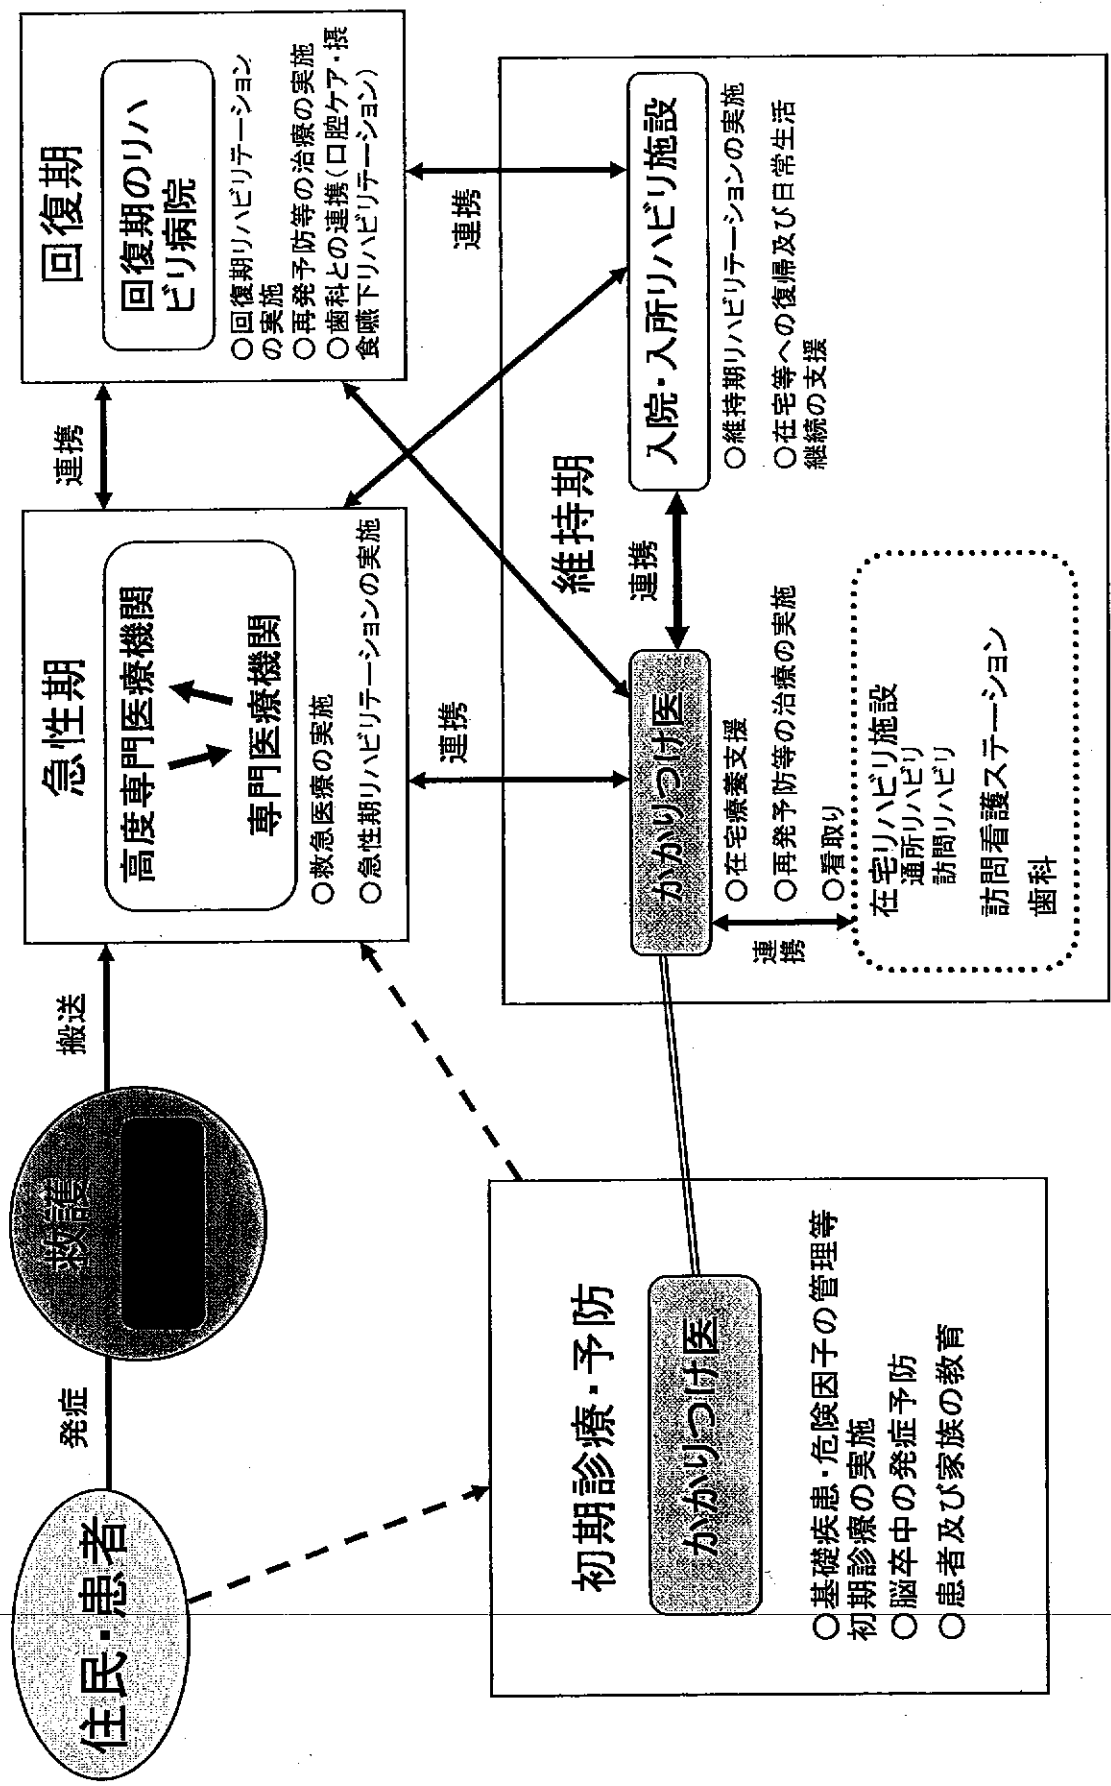 住民・患者
発症
救護
搬送
急性期
高度専門医療機関
専門医療機関
○救急医療の実施
○急性期リハビリテーションの実施
連携
回復期
回復期のリハ
ビリ病院
○回復期リハビリテーション
の実施
○再発予防等の治療の実施
○歯科との連携(口腔ケア・摂
食嚥下リハビリテーション)
連携
連携
初期診療・予防
かかりつけ医
○基礎疾患・危険因子の管理等
初期診療の実施
○脳卒中の発症予防
○患者及び家族の教育
維持期
かかりつけ医
連携
入院・入所リハビリ施設
○在宅療養支援
○再発予防等の治療の実施
○看取り
連
携
○維持期リハビリテーションの実施
○在宅等への復帰及び日常生活
継続の支援
在宅リハビリ施設
通所リハビリ
訪問リハビリ
訪問看護ステーション
歯科